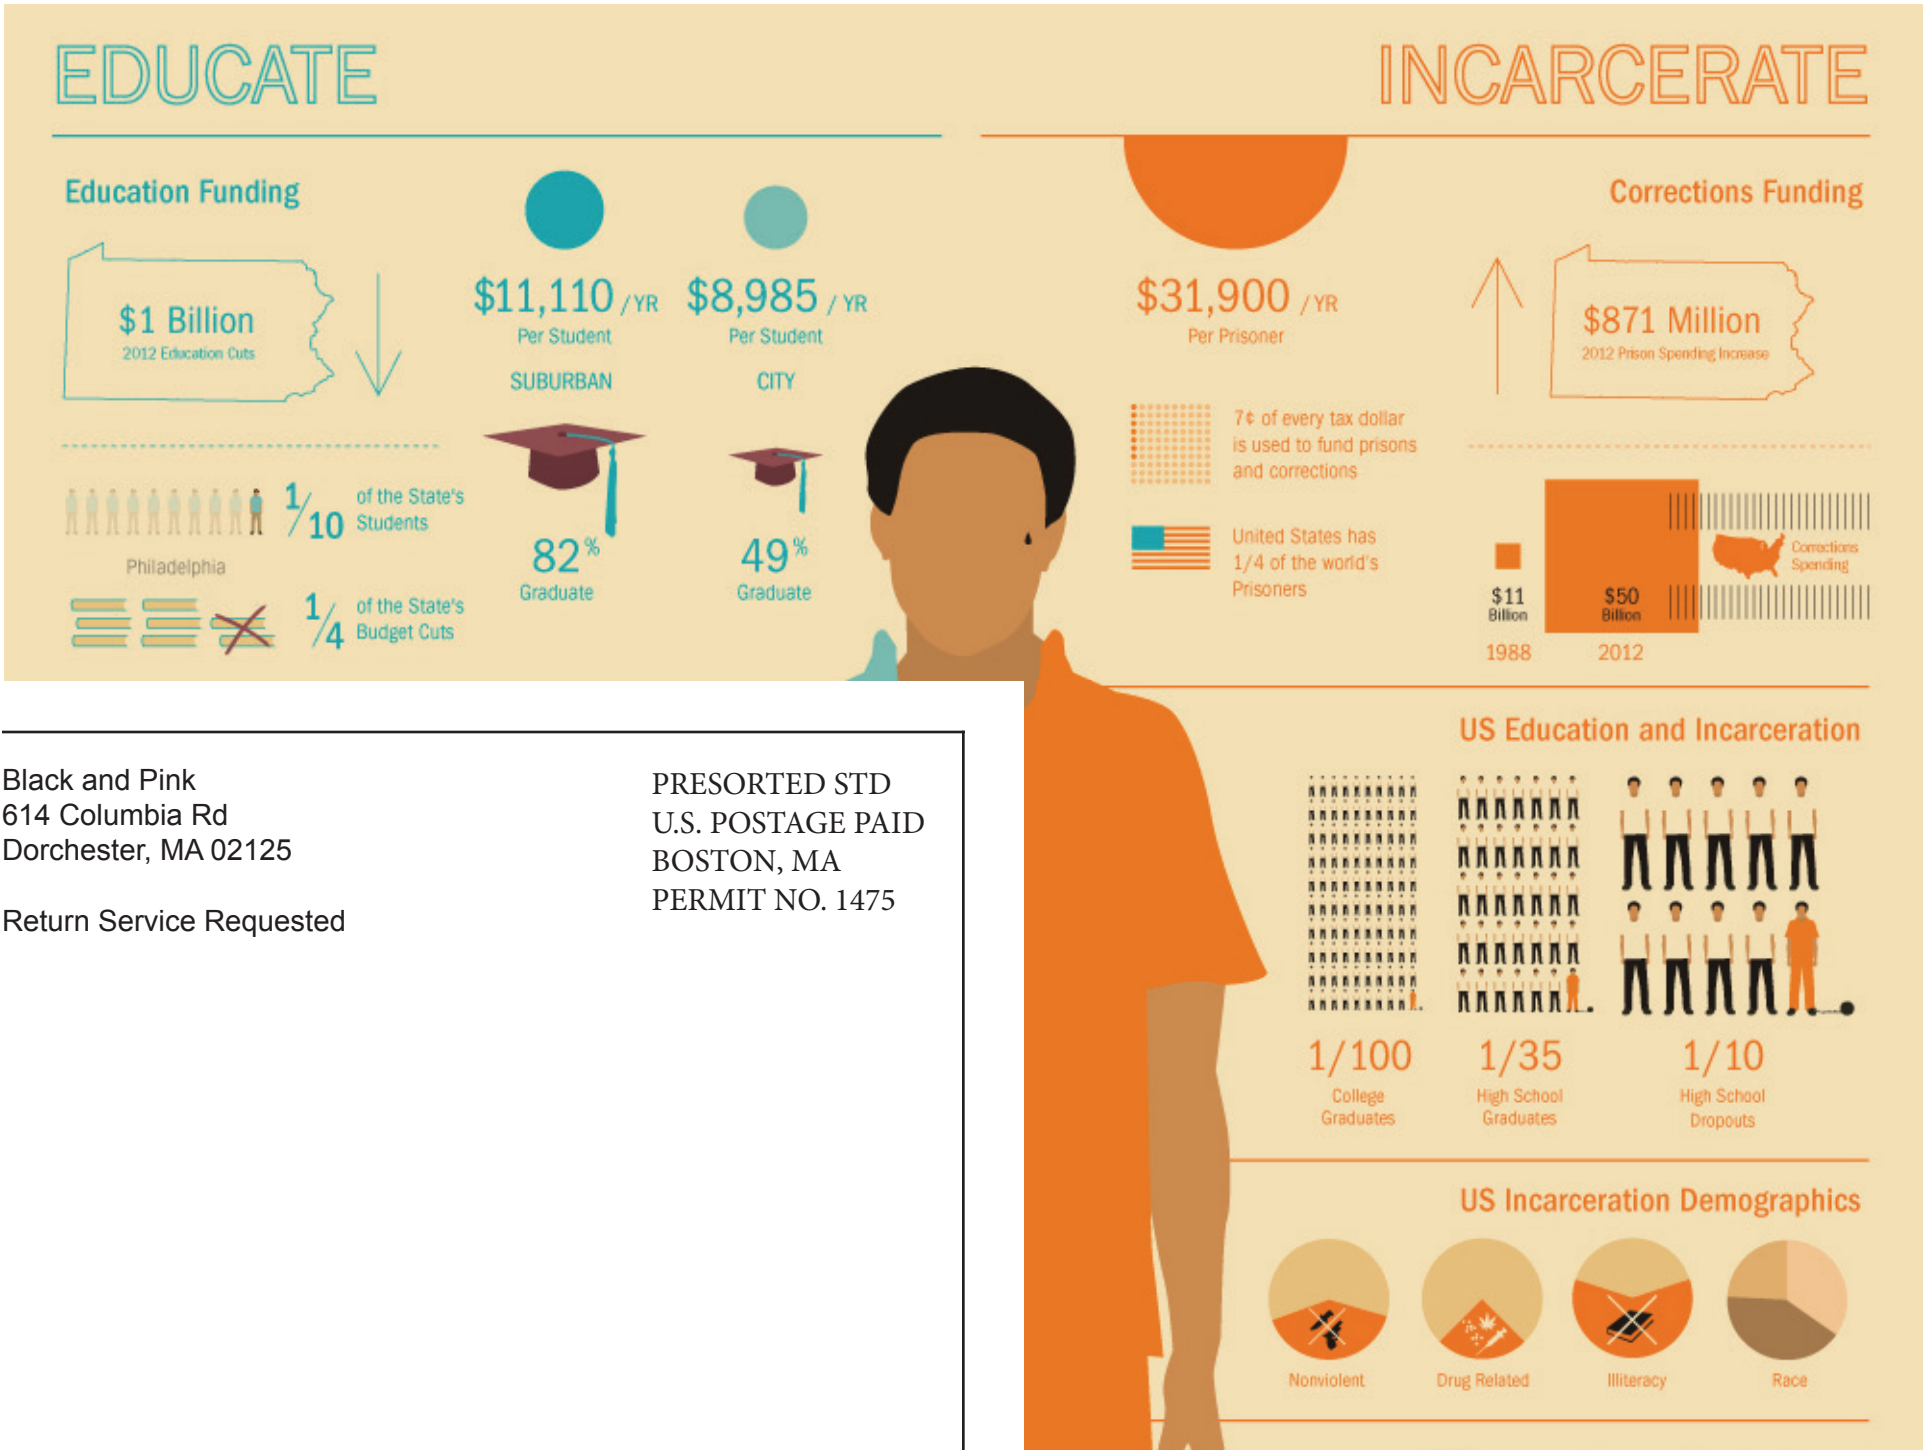 EDUCATE
Education Funding
$1 Billion
2012 Education Cuts
$11,110 / YR
Per Student
SUBURBAN
$8,985 / YR
Per Student
CITY
1/10 of the State's
Students
Philadelphia
1/4 of the State's
Budget Cuts
82%
Graduate
49%
Graduate
INCARCERATE
Corrections Funding
$31,900 / YR
Per Prisoner
$871 Million
2012 Prison Spending Increase
7¢ of every tax dollar
is used to fund prisons
and corrections
United States has
1/4 of the world's
Prisoners
$11
Billion
1988
$50
Billion
2012
Corrections
Spending
US Education and Incarceration
1/100
College
Graduates
1/35
High School
Graduates
1/10
High School
Dropouts
US Incarceration Demographics
Nonviolent
Drug Related
Illiteracy
Race
Black and Pink
614 Columbia Rd
Dorchester, MA 02125
Return Service Requested
PRESORTED STD
U.S. POSTAGE PAID
BOSTON, MA
PERMIT NO. 1475